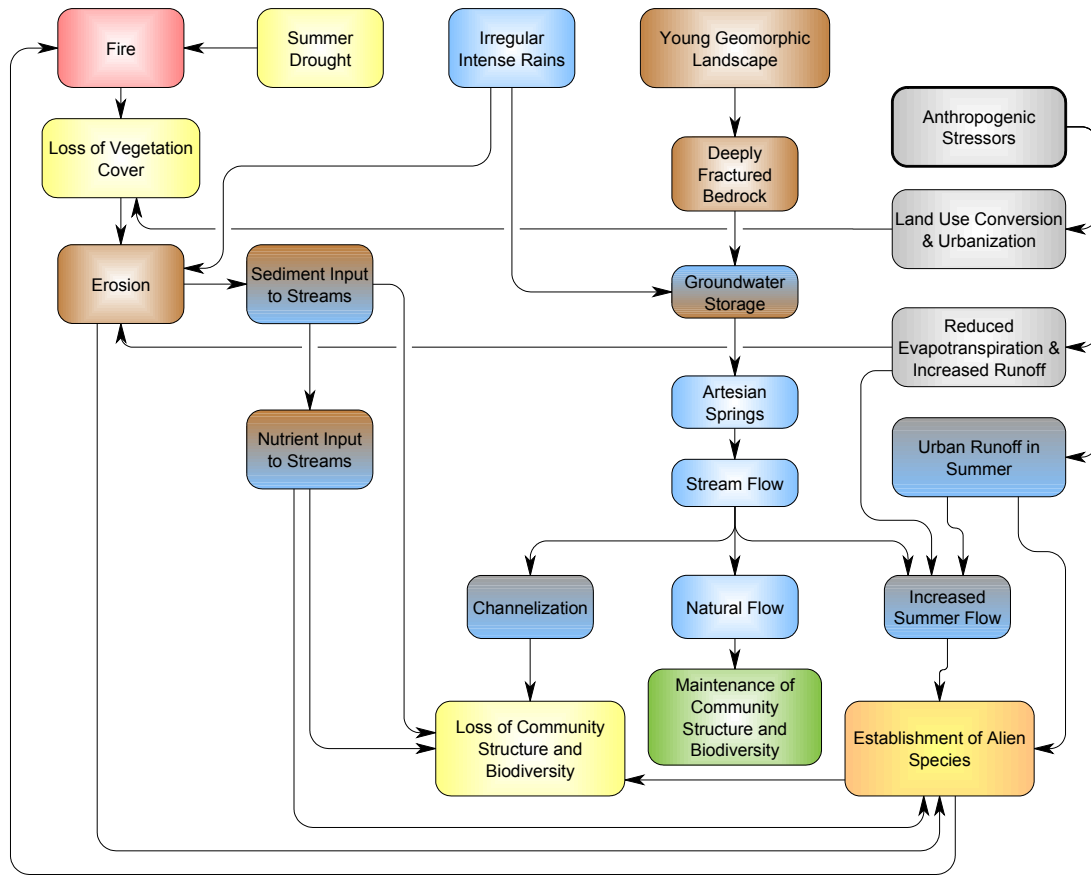 Fire
Summer
Drought
Irregular
Intense Rains
Young Geomorphic
Landscape
Anthropogenic
Stressors
Loss of Vegetation
Cover
Deeply
Fractured
Bedrock
Land Use Conversion
& Urbanization
Erosion
Sediment Input
to Streams
Groundwater
Storage
Reduced
Evapotranspiration &
Increased Runoff
Artesian
Springs
Nutrient Input
to Streams
Urban Runoff in
Summer
Stream Flow
Channelization
Natural Flow
Increased
Summer Flow
Loss of Community
Structure and
Biodiversity
Maintenance of
Community
Structure and
Biodiversity
Establishment of Alien
Species